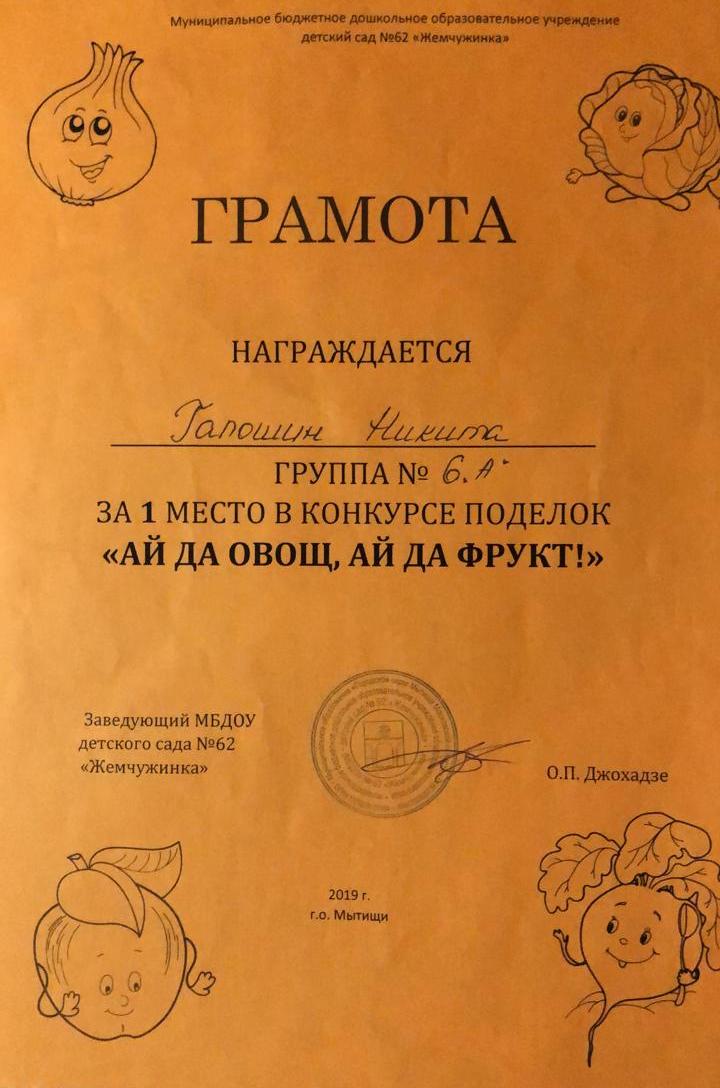 Муниципальное бюджетное дошкольное образовательное учреждение
детский сад №62 «Жемчужинка»
ГРАМОТА
НАГРАЖДАЕТСЯ
Гапошин Никита
ГРУППА № 6.А
ЗА 1 МЕСТО В КОНКУРСЕ ПОДЕЛОК
«АЙ ДА ОВОЩ, АЙ ДА ФРУКТ!»
Заведующий МБДОУ
детского сада №62
«Жемчужинка»
О.П. Джохадзе
2019 г.
г.о. Мытищи